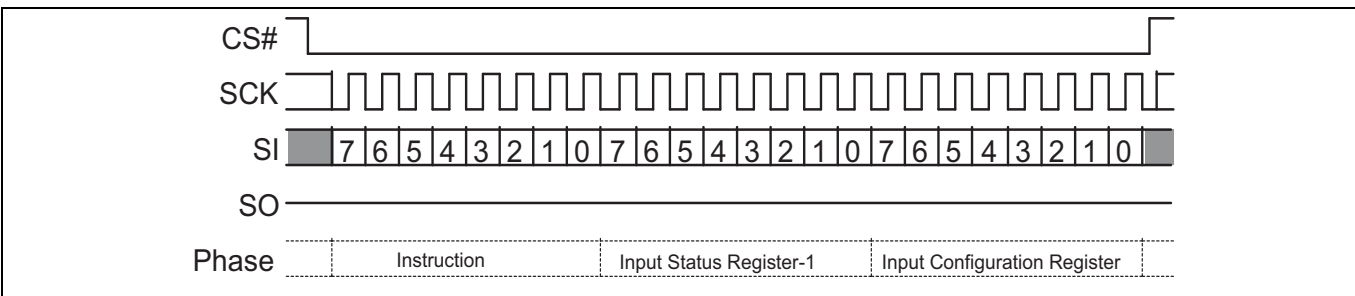 CS#
SCK
SI 7 6 5 4 3 2 1 0 7 6 5 4 3 2 1 0 7 6 5 4 3 2 1 0
SO
Phase Instruction Input Status Register-1 Input Configuration Register